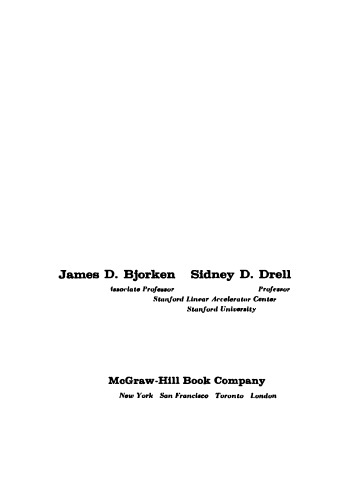 James D. Bjorken Sidney D. Drell
Associate Professor Professor
Stanford Linear Accelerator Center
Stanford University
McGraw-Hill Book Company
New York San Francisco Toronto London